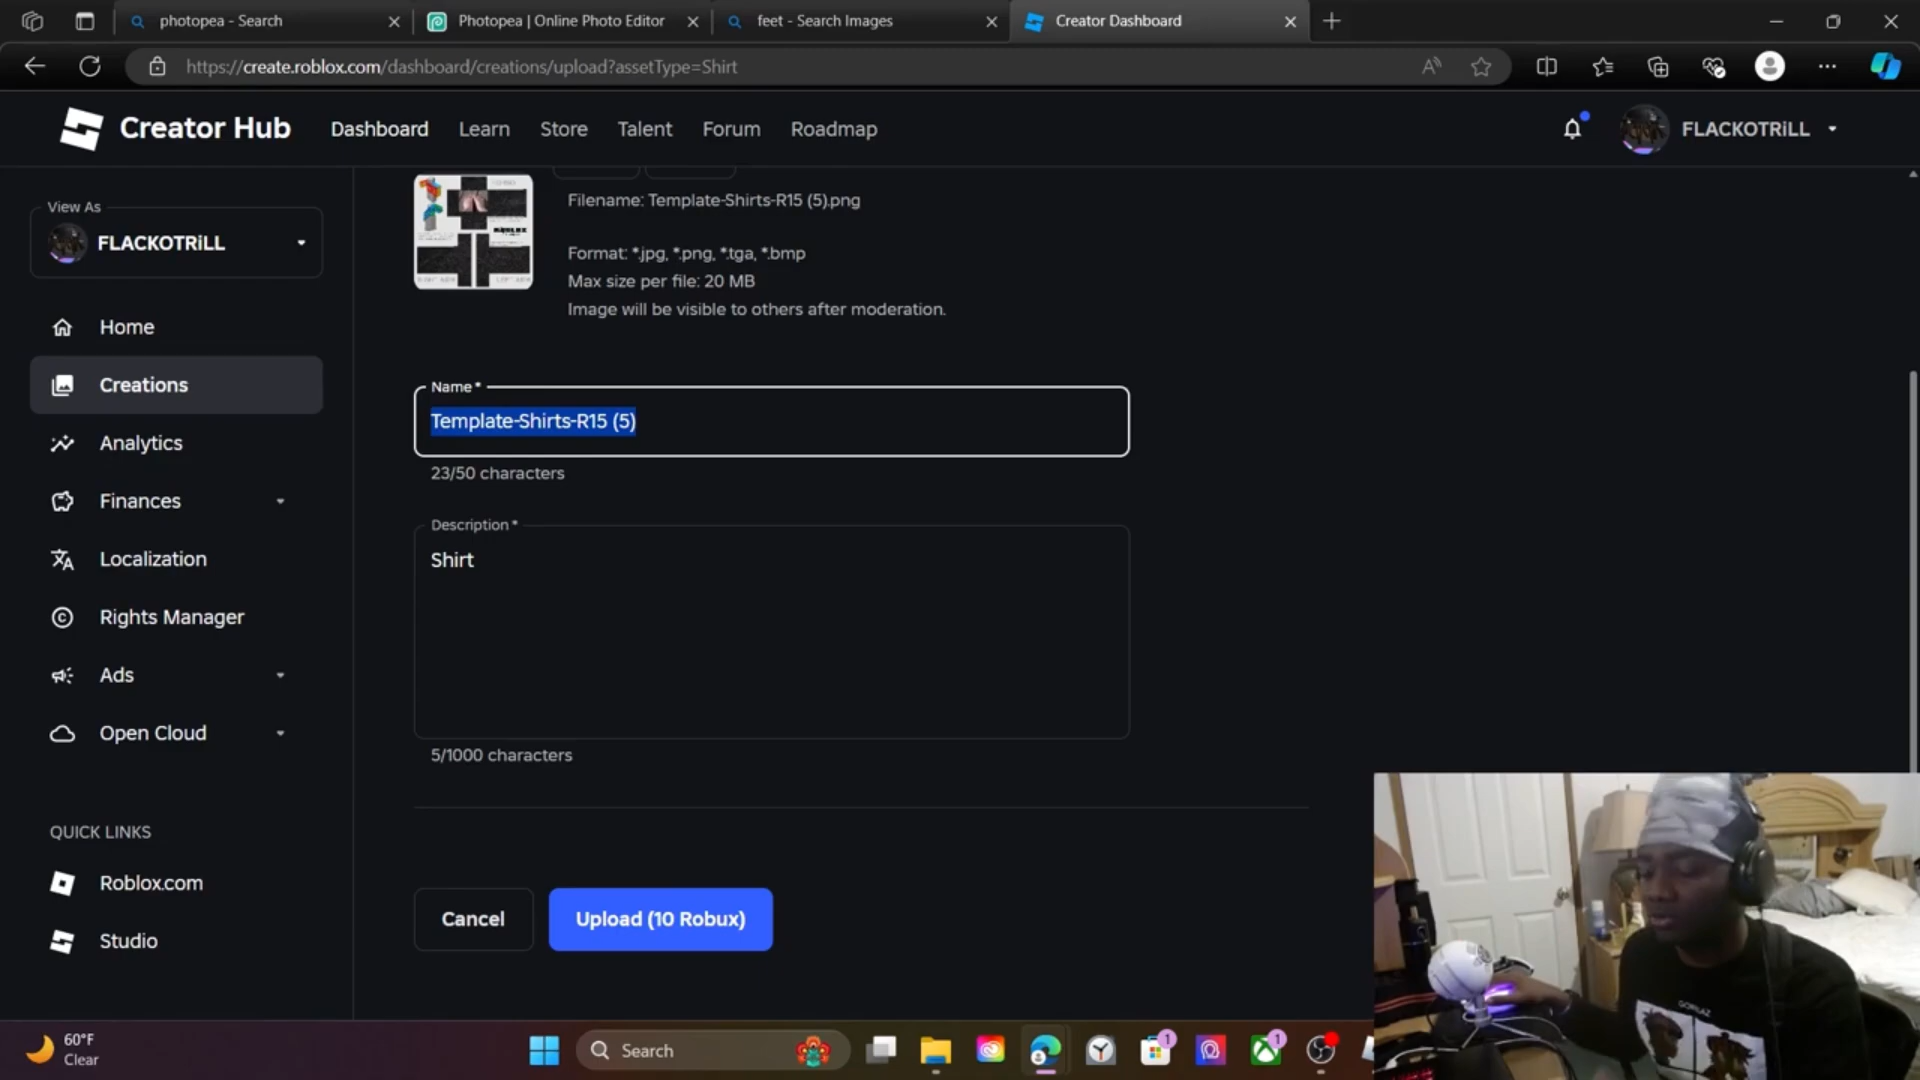 photopea - Search
Photopea | Online Photo Editor
feet - Search Images
Creator Dashboard
https://create.roblox.com/dashboard/creations/upload?assetType=Shirt
Creator Hub
Dashboard
Learn
Store
Talent
Forum
Roadmap
FLACKOTRiLL
View As
FLACKOTRiLL
Home
Creations
Analytics
Finances
Localization
Rights Manager
Ads
Open Cloud
QUICK LINKS
Roblox.com
Studio
Filename: Template-Shirts-R15 (5).png
Format: *.jpg, *.png, *.tga, *.bmp
Max size per file: 20 MB
Image will be visible to others after moderation.
Name*
Template-Shirts-R15 (5)
23/50 characters
Description*
Shirt
5/1000 characters
Cancel
Upload (10 Robux)
60°F
Clear
Search
1
1
GORILLAZ